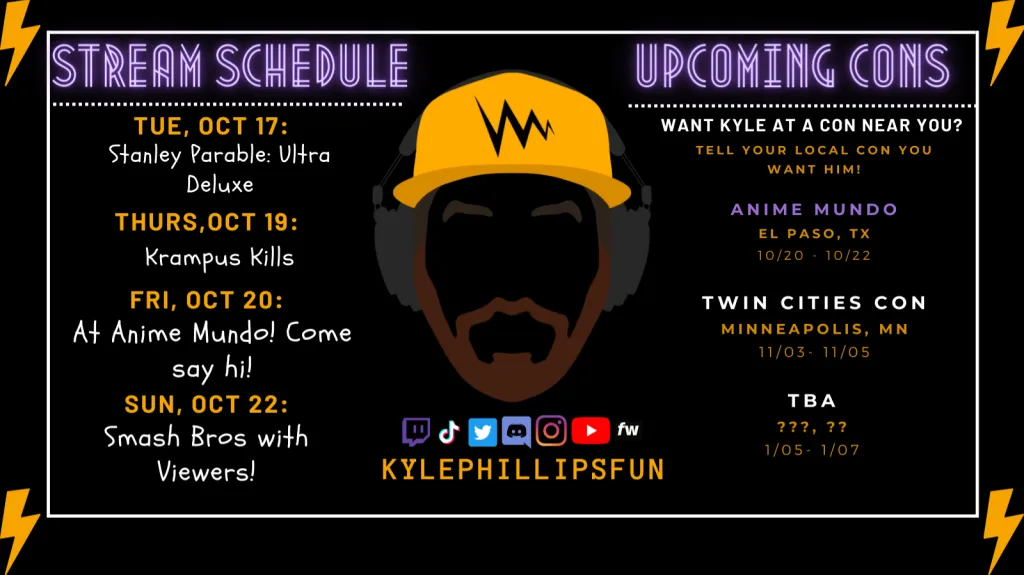 STREAM SCHEDULE
TUE, OCT 17:
Stanley Parable: Ultra
Deluxe
THURS,OCT 19:
Krampus Kills
FRI, OCT 20:
At Anime Mundo! Come
say hi!
SUN, OCT 22:
Smash Bros with
Viewers!
fw
KYLEPHILLIPSFUN
UPCOMING CONS
WANT KYLE AT A CON NEAR YOU?
TELL YOUR LOCAL CON YOU
WANT HIM!
ANIME MUNDO
EL PASO, TX
10/20 - 10/22
TWIN CITIES CON
MINNEAPOLIS, MN
11/03- 11/05
TBA
???, ??
1/05- 1/07